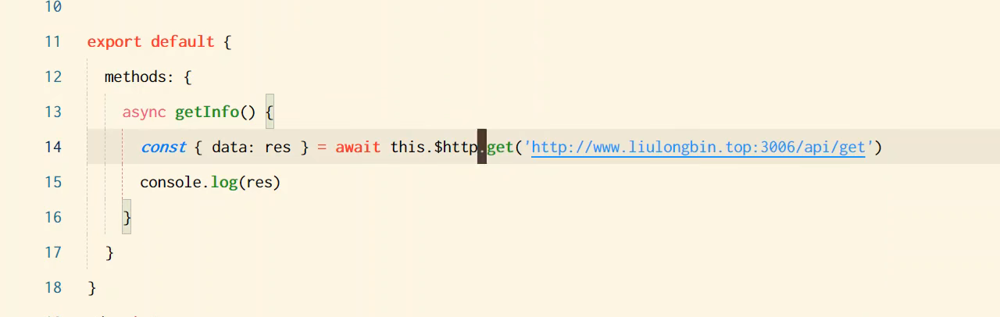 10
11 export default {
12 methods: {
13 async getInfo() {
14 const { data: res } = await this.$http.get('http://www.liulongbin.top:3006/api/get')
15 console.log(res)
16 }
17 }
18 }